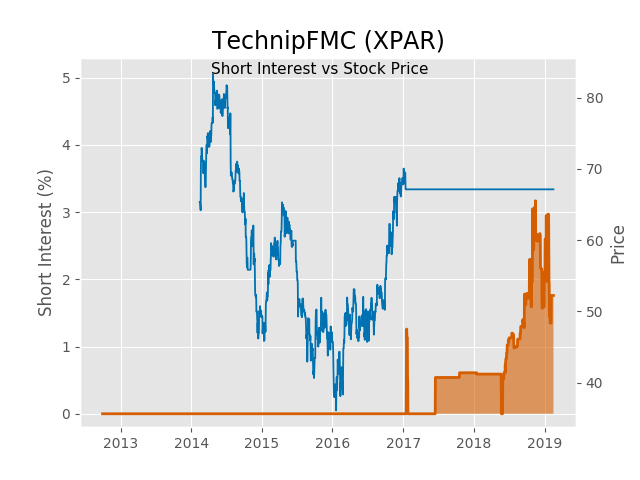 TechnipFMC (XPAR)
Short Interest vs Stock Price
Short Interest (%)
5
4
3
2
1
0
80
70
60
50
40
Price
2013 2014 2015 2016 2017 2018 2019